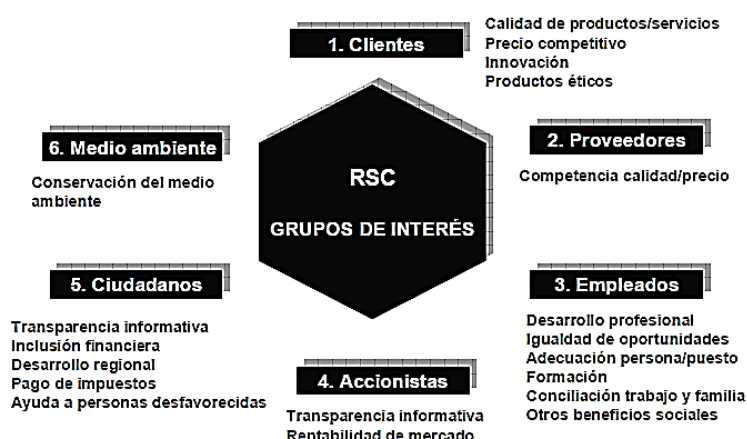 1. Clientes
Calidad de productos/servicios
Precio competitivo
Innovación
Productos éticos
2. Proveedores
Competencia calidad/precio
3. Empleados
Desarrollo profesional
Igualdad de oportunidades
Adecuación persona/puesto
Formación
Conciliación trabajo y familia
Otros beneficios sociales
4. Accionistas
Transparencia informativa
Rentabilidad de mercado
5. Ciudadanos
Transparencia informativa
Inclusión financiera
Desarrollo regional
Pago de impuestos
Ayuda a personas desfavorecidas
6. Medio ambiente
Conservación del medio
ambiente
RSC
GRUPOS DE INTERÉS